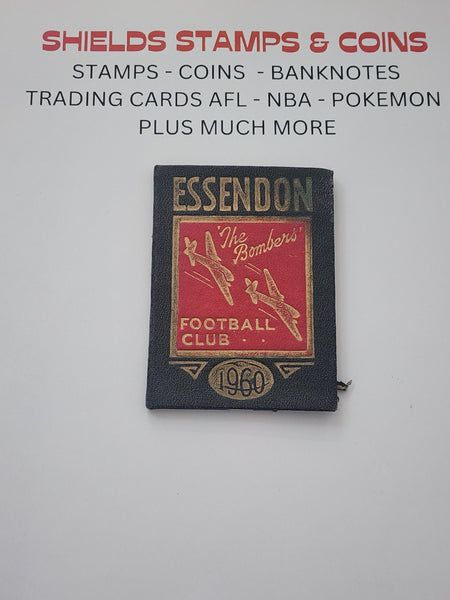 SHIELDS STAMPS & COINS
STAMPS - COINS - BANKNOTES
TRADING CARDS AFL - NBA - POKEMON
PLUS MUCH MORE
ESSENDON
'The
Bombers'
FOOTBALL
CLUB . .
1960